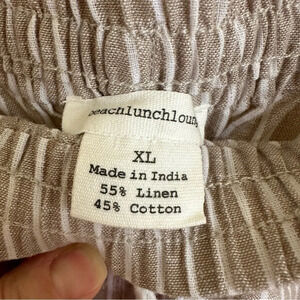 beachlunchloun
XL
Made in India
55% Linen
45% Cotton